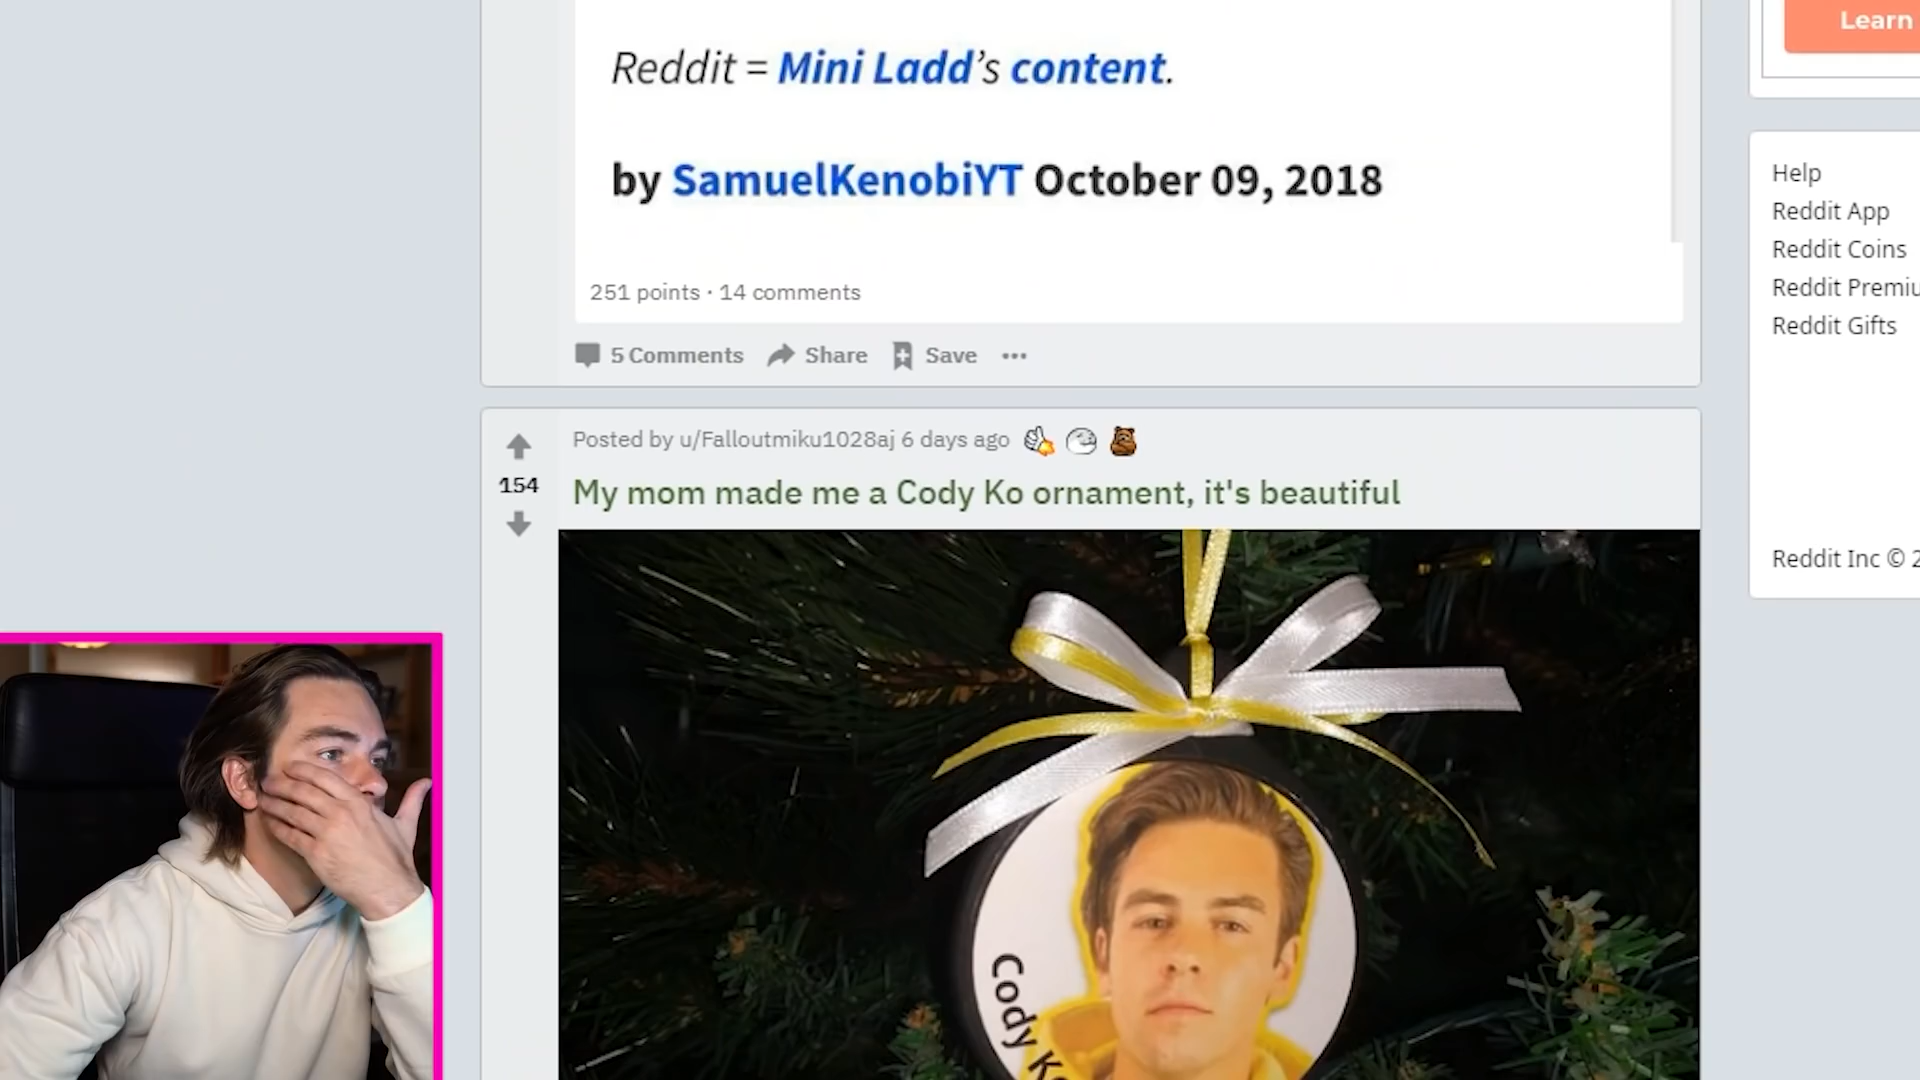 Reddit = Mini Ladd's content.
by SamuelKenobiYT October 09, 2018
251 points · 14 comments
5 Comments Share Save
Posted by u/Falloutmiku1028aj 6 days ago
154
My mom made me a Cody Ko ornament, it's beautiful
Cody
Learn
Help
Reddit App
Reddit Coins
Reddit
Reddit Gifts
Reddit Inc ©